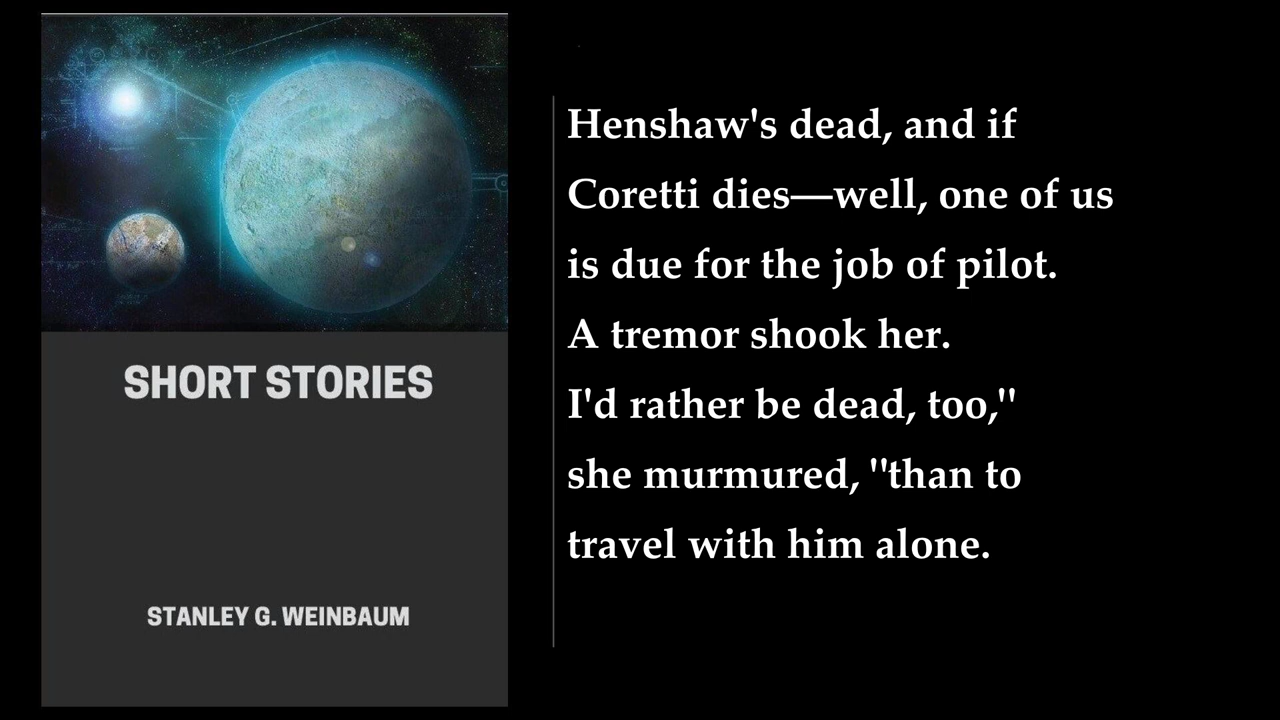 SHORT STORIES
STANLEY G. WEINBAUM
Henshaw's dead, and if
Coretti dies—well, one of us
is due for the job of pilot.
A tremor shook her.
I'd rather be dead, too,"
she murmured, "than to
travel with him alone.